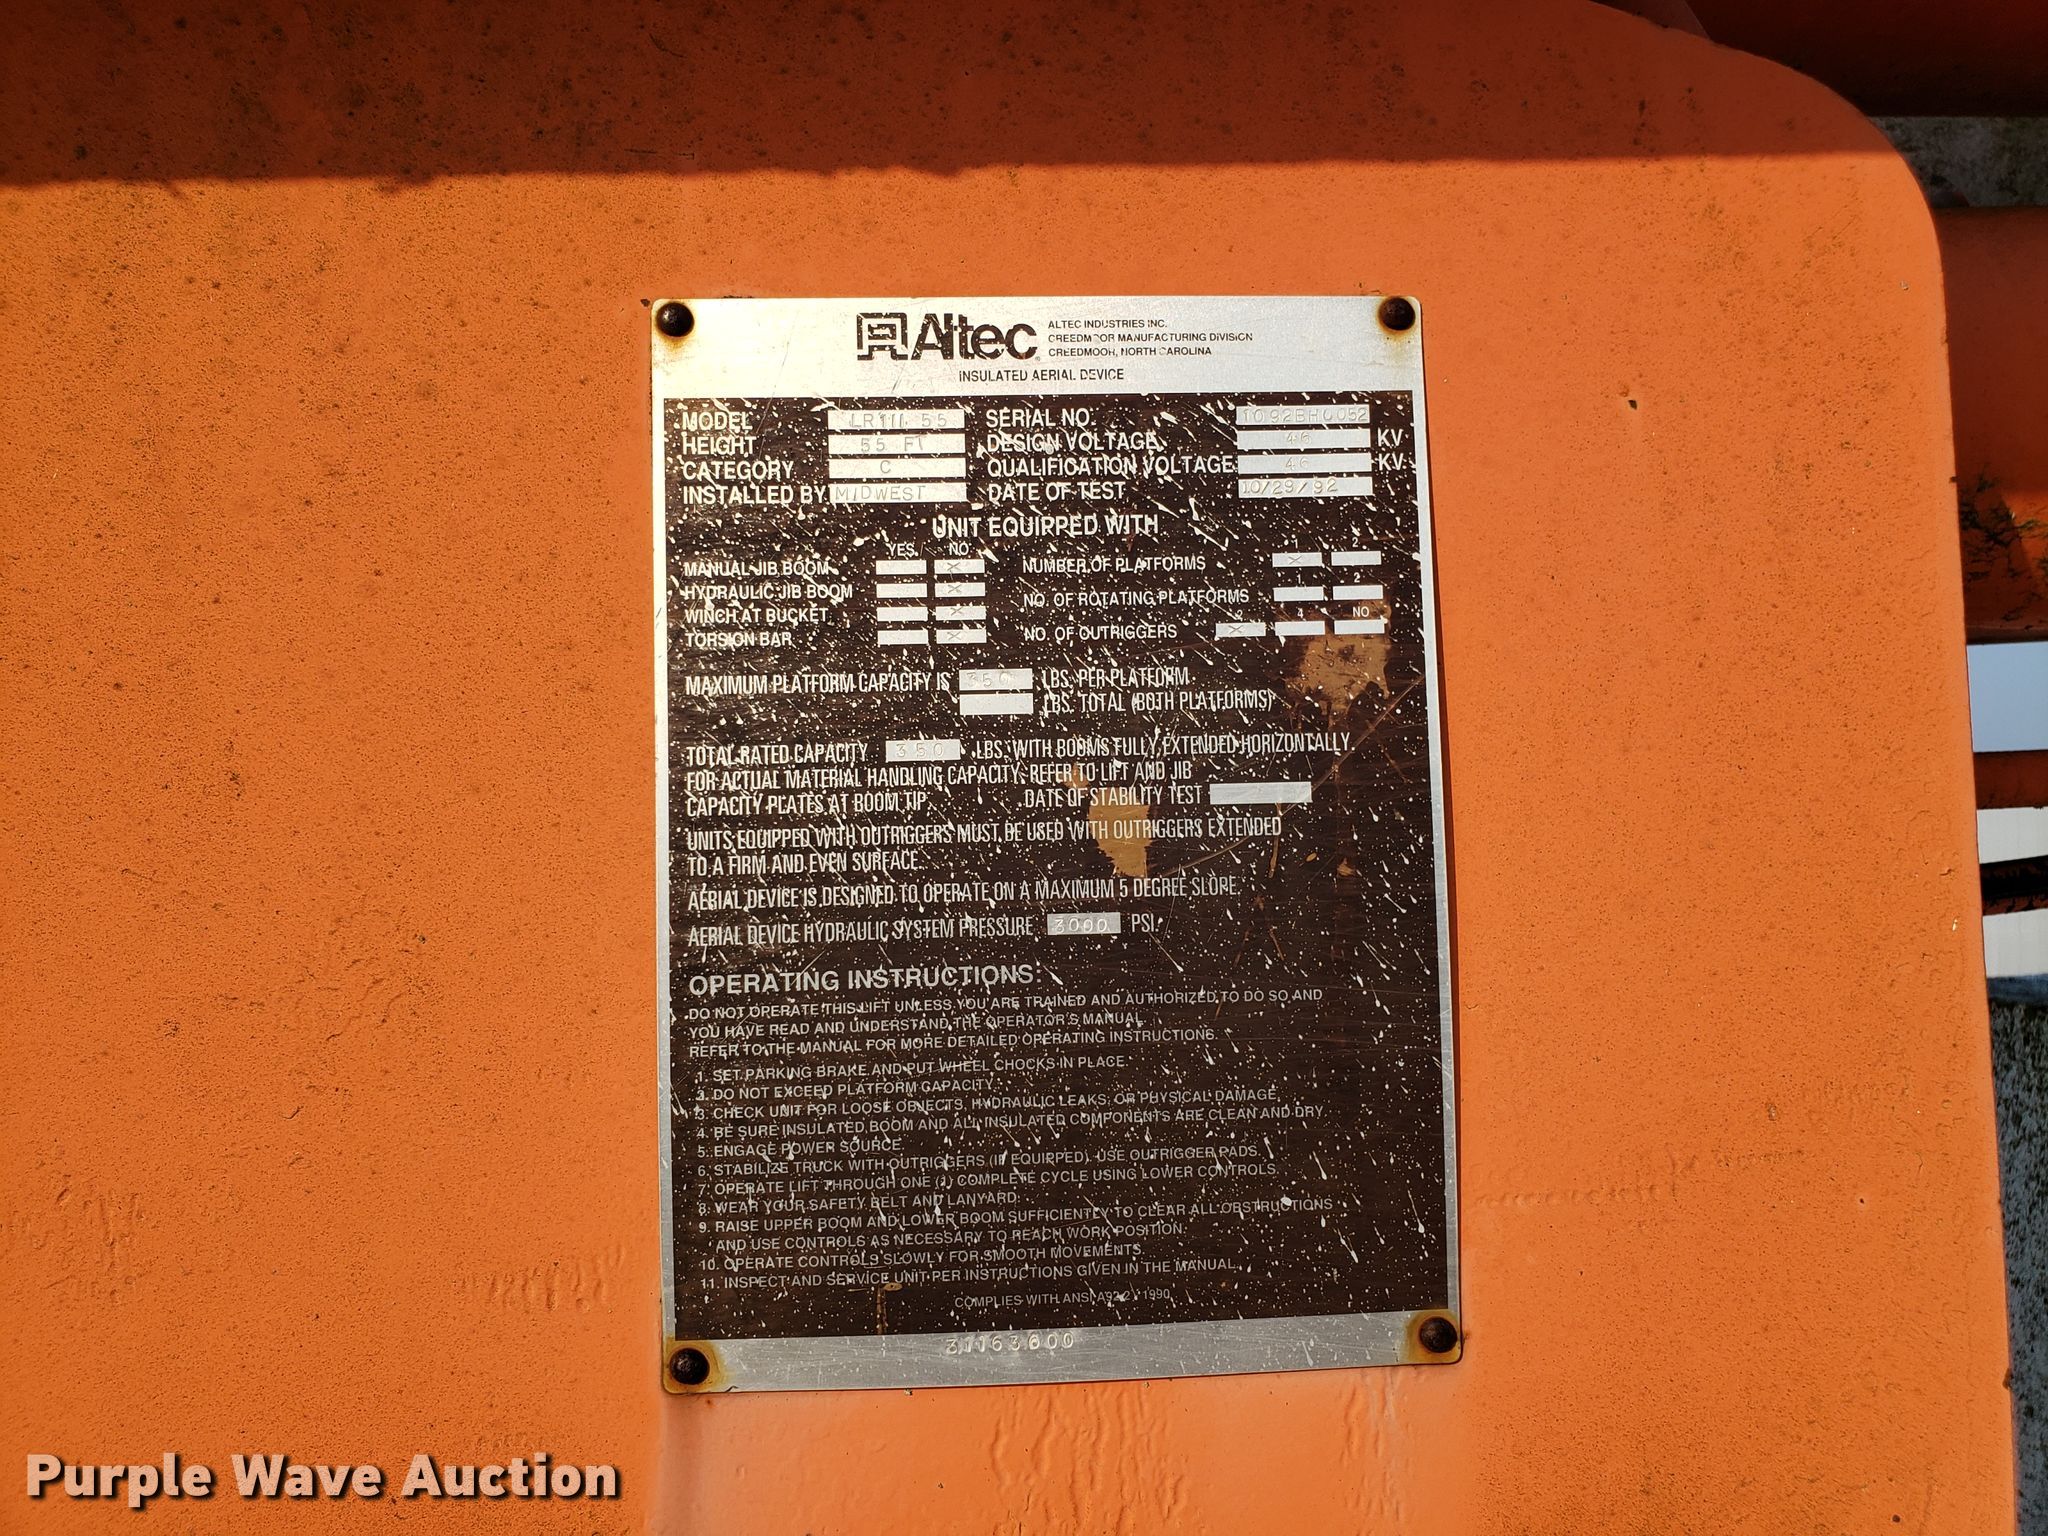 Altec
ALTEC INDUSTRIES INC.
CREEDMOOR MANUFACTURING DIVISION
CREEDMOOR, NORTH CAROLINA
INSULATED AERIAL DEVICE
MODEL LRIII 55 SERIAL NO. 1092BH0052
HEIGHT 55 FT DESIGN VOLTAGE 46 KV
CATEGORY C QUALIFICATION VOLTAGE 46 KV
INSTALLED BY MIDWEST DATE OF TEST 10/29/92
UNIT EQUIPPED WITH
YES NO 1 2
MANUAL JIB BOOM X NUMBER OF PLATFORMS X
1 2
HYDRAULIC JIB BOOM X NO. OF ROTATING PLATFORMS
WINCH AT BUCKET X 2 4 NO
TORSION BAR X NO. OF OUTRIGGERS X
MAXIMUM PLATFORM CAPACITY IS 350 LBS. PER PLATFORM
LBS. TOTAL (BOTH PLATFORMS)
TOTAL RATED CAPACITY 350 LBS. WITH BOOMS FULLY EXTENDED HORIZONTALLY.
FOR ACTUAL MATERIAL HANDLING CAPACITY, REFER TO LIFT AND JIB
CAPACITY PLATES AT BOOM TIP. DATE OF STABILITY TEST
UNITS EQUIPPED WITH OUTRIGGERS MUST BE USED WITH OUTRIGGERS EXTENDED
TO A FIRM AND EVEN SURFACE.
AERIAL DEVICE IS DESIGNED TO OPERATE ON A MAXIMUM 5 DEGREE SLOPE.
AERIAL DEVICE HYDRAULIC SYSTEM PRESSURE 3000 PSI.
OPERATING INSTRUCTIONS:
DO NOT OPERATE THIS LIFT UNLESS YOU ARE TRAINED AND AUTHORIZED TO DO SO AND
YOU HAVE READ AND UNDERSTAND THE OPERATOR'S MANUAL.
REFER TO THE MANUAL FOR MORE DETAILED OPERATING INSTRUCTIONS.
1. SET PARKING BRAKE AND PUT WHEEL CHOCKS IN PLACE.
2. DO NOT EXCEED PLATFORM CAPACITY.
3. CHECK UNIT FOR LOOSE OBJECTS, HYDRAULIC LEAKS, OR PHYSICAL DAMAGE.
4. BE SURE INSULATED BOOM AND ALL INSULATED COMPONENTS ARE CLEAN AND DRY.
5. ENGAGE POWER SOURCE.
6. STABILIZE TRUCK WITH OUTRIGGERS (IF EQUIPPED). USE OUTRIGGER PADS.
7. OPERATE LIFT THROUGH ONE (1) COMPLETE CYCLE USING LOWER CONTROLS.
8. WEAR YOUR SAFETY BELT AND LANYARD.
9. RAISE UPPER BOOM AND LOWER BOOM SUFFICIENTLY TO CLEAR ALL OBSTRUCTIONS
AND USE CONTROLS AS NECESSARY TO REACH WORK POSITION.
10. OPERATE CONTROLS SLOWLY FOR SMOOTH MOVEMENTS.
11. INSPECT AND SERVICE UNIT PER INSTRUCTIONS GIVEN IN THE MANUAL.
COMPLIES WITH ANSI A92.2 / 1990
31163600
Purple Wave Auction